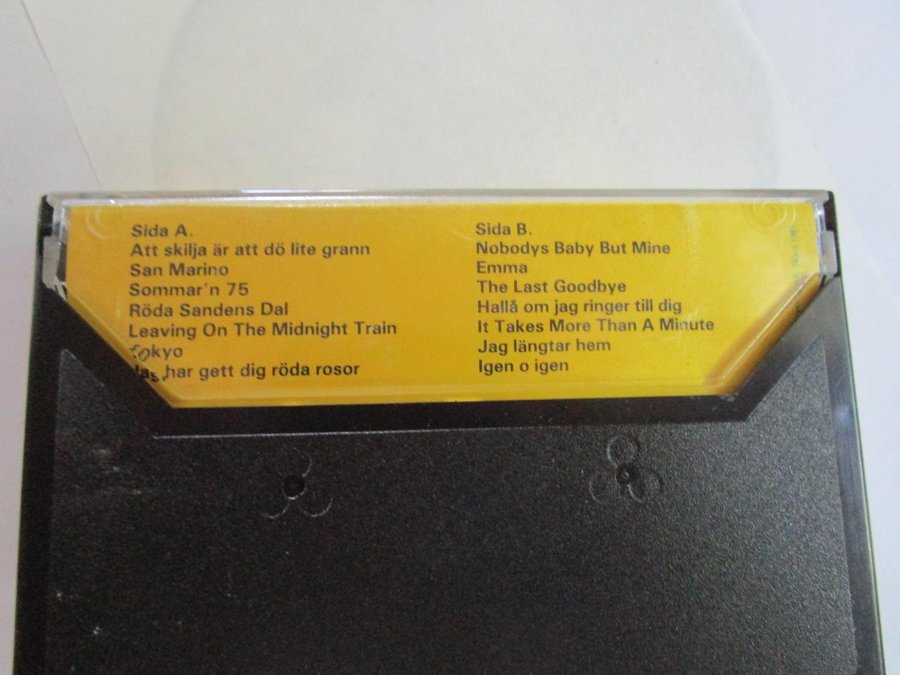 Sida A.
Att skilja är att dö lite grann
San Marino
Sommar'n 75
Röda Sandens Dal
Leaving On The Midnight Train
Tokyo
Jag har gett dig röda rosor
Sida B.
Nobodys Baby But Mine
Emma
The Last Goodbye
Hallå om jag ringer till dig
It Takes More Than A Minute
Jag längtar hem
Igen o igen